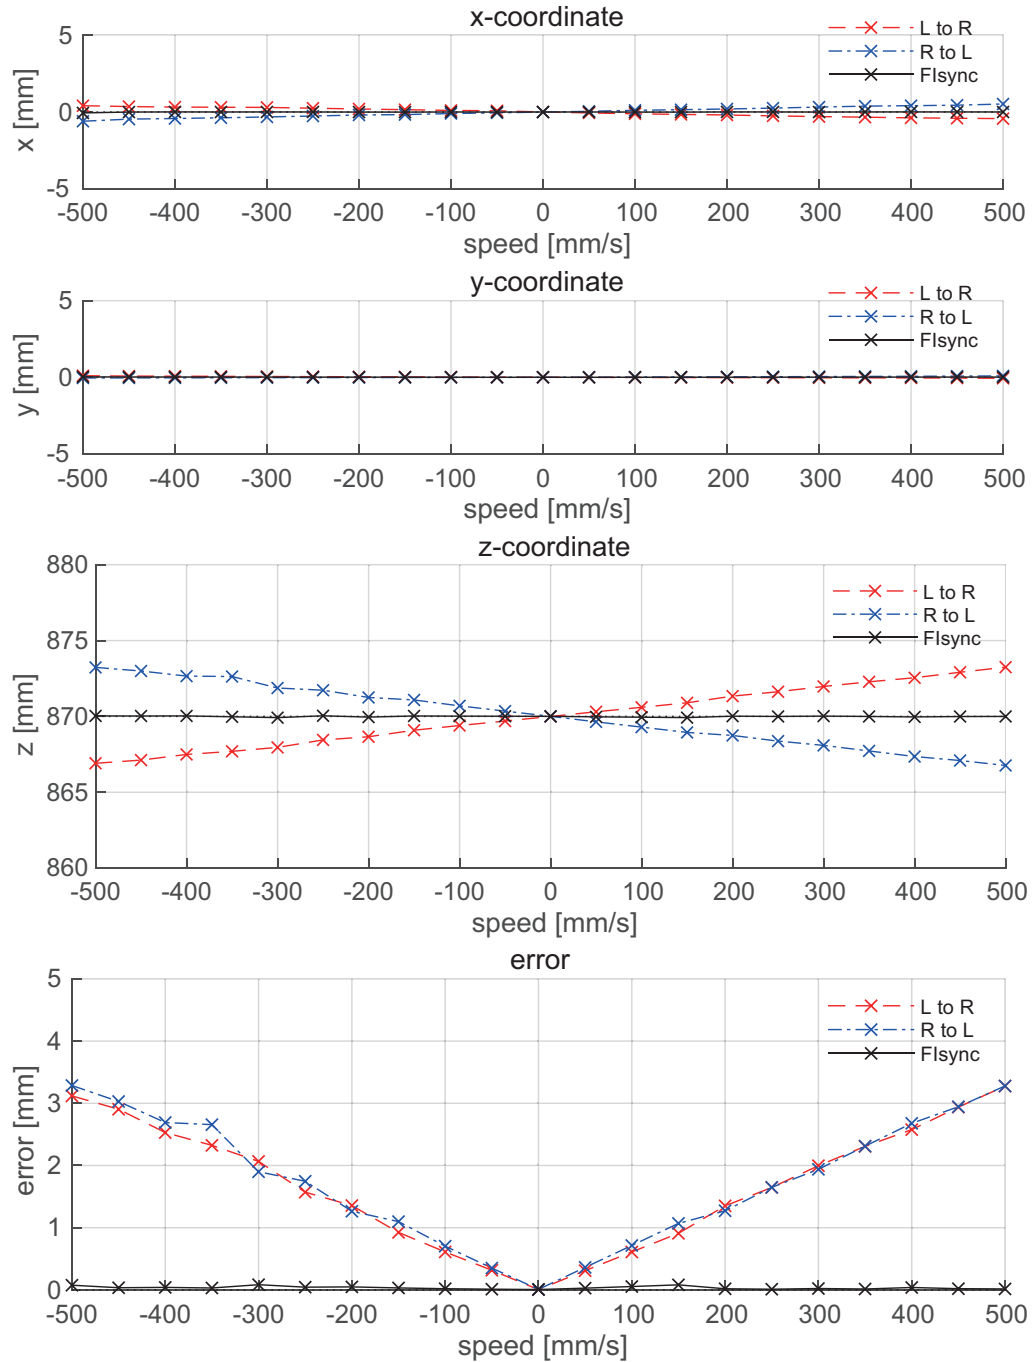 x-coordinate
5
0
-5
x [mm]
L to R
R to L
FIsync
-500 -400 -300 -200 -100 0 100 200 300 400 500
speed [mm/s]
y-coordinate
5
0
-5
y [mm]
L to R
R to L
FIsync
-500 -400 -300 -200 -100 0 100 200 300 400 500
speed [mm/s]
z-coordinate
880
875
870
865
860
z [mm]
L to R
R to L
FIsync
-500 -400 -300 -200 -100 0 100 200 300 400 500
speed [mm/s]
error
5
4
3
2
1
0
error [mm]
L to R
R to L
FIsync
-500 -400 -300 -200 -100 0 100 200 300 400 500
speed [mm/s]